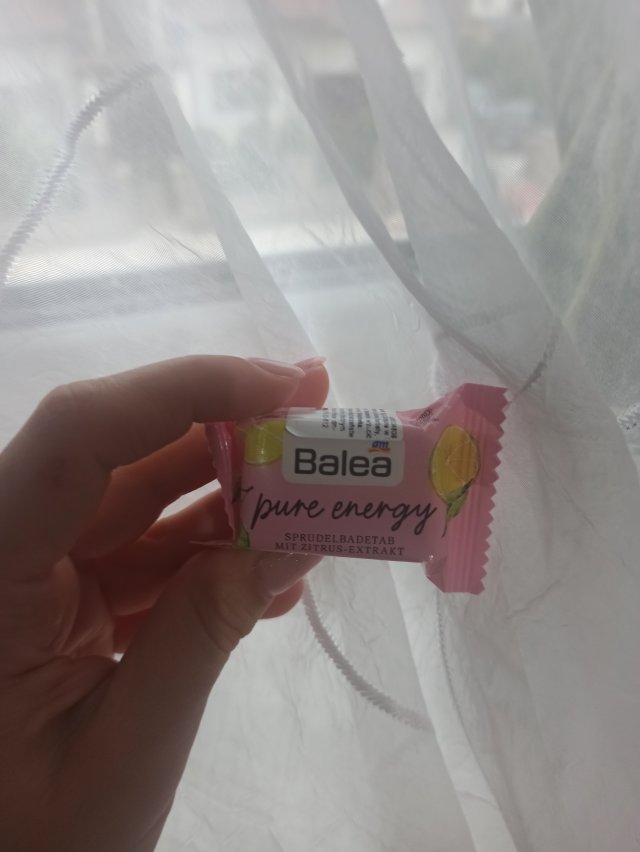 dm
Balea
pure energy
SPRUDELBADETAB
MIT ZITRUS-EXTRAKT